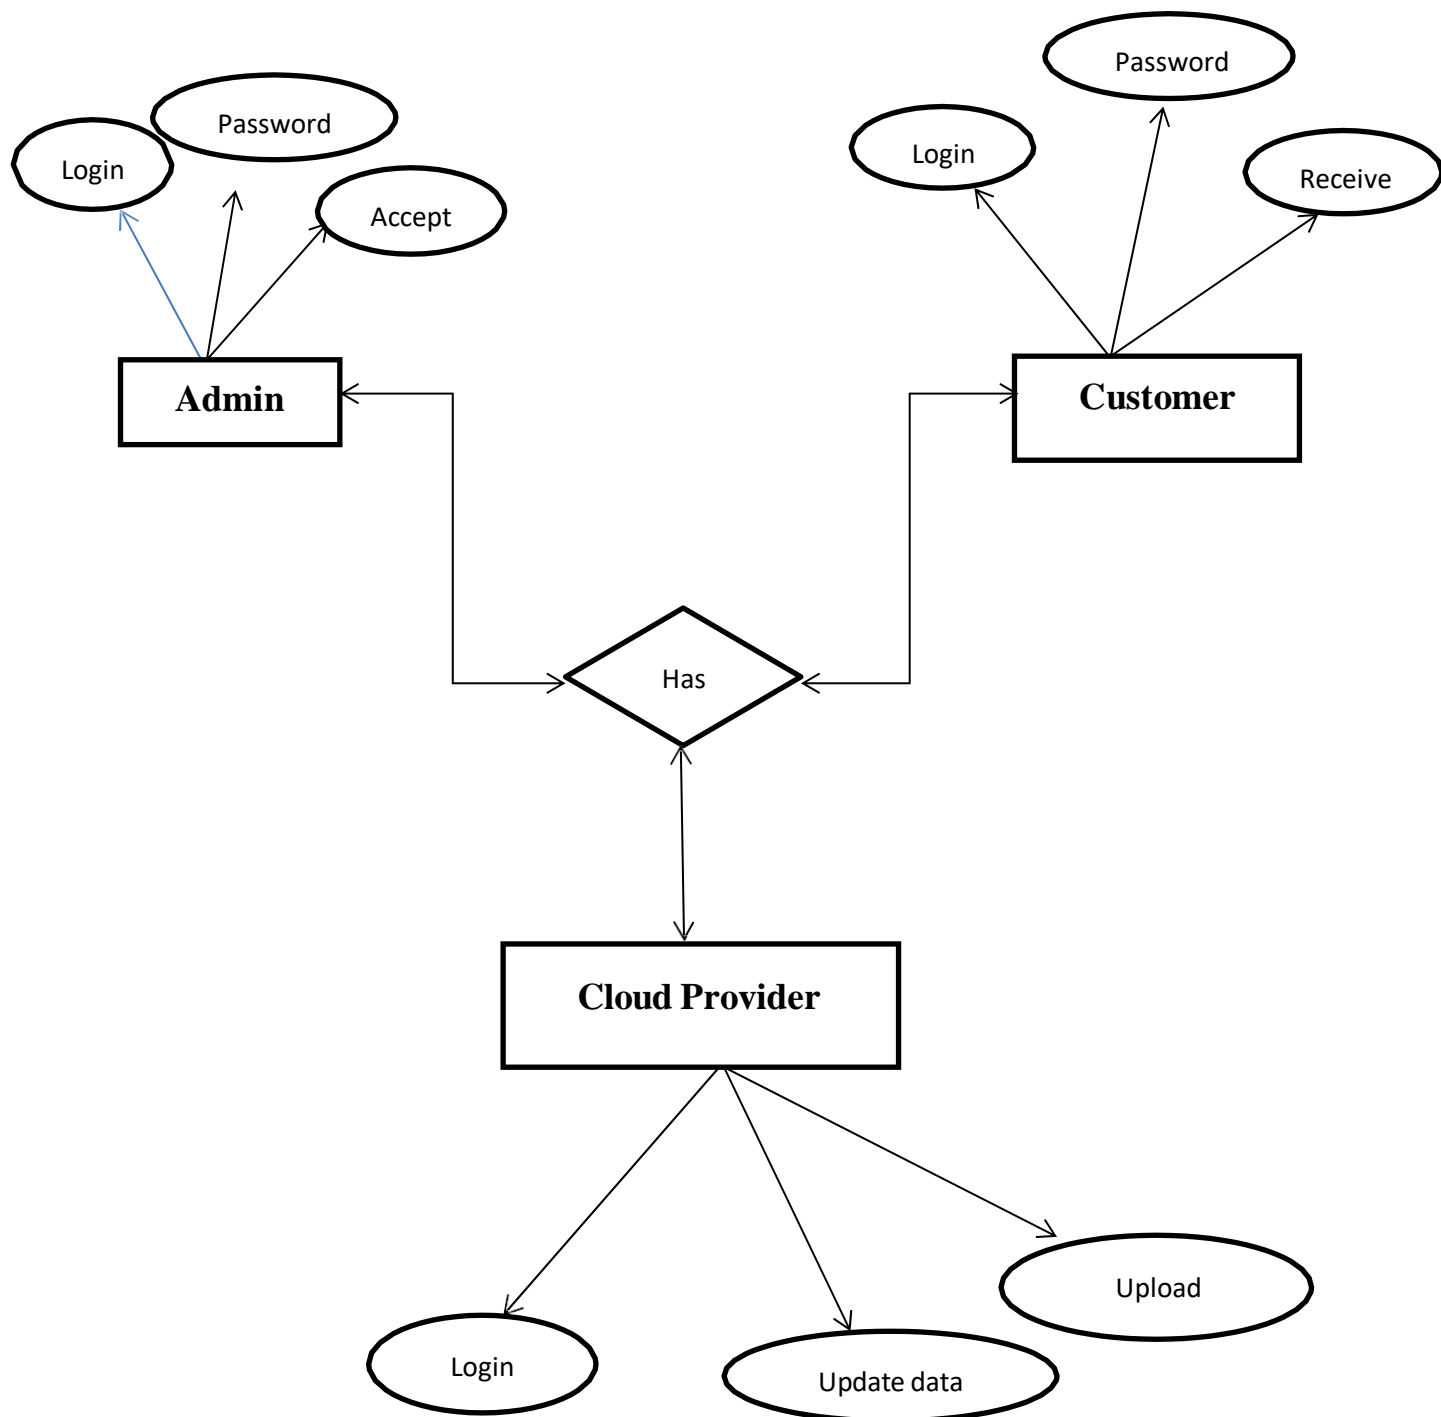 Password
Login
Accept
Password
Login
Receive
Admin
Customer
Has
Cloud Provider
Upload
Login
Update data